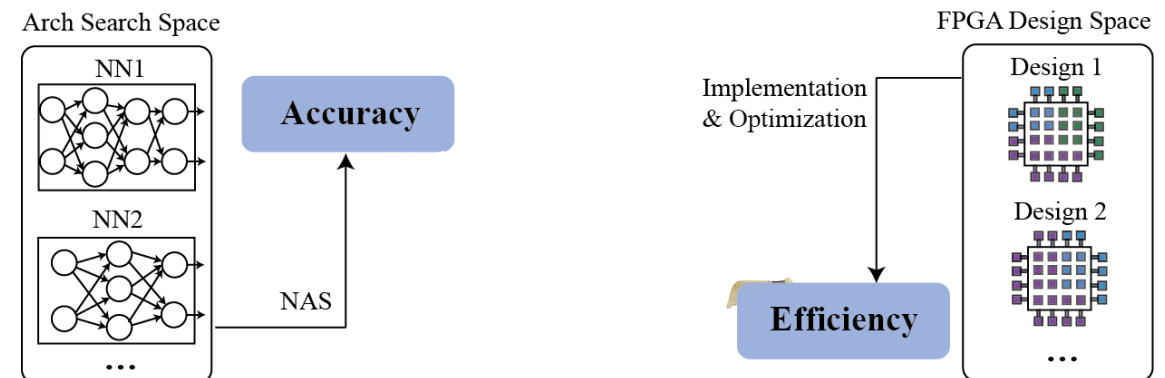 Arch Search Space
NN1
NN2
...
NAS
Accuracy
Implementation
& Optimization
Efficiency
FPGA Design Space
Design 1
Design 2
...